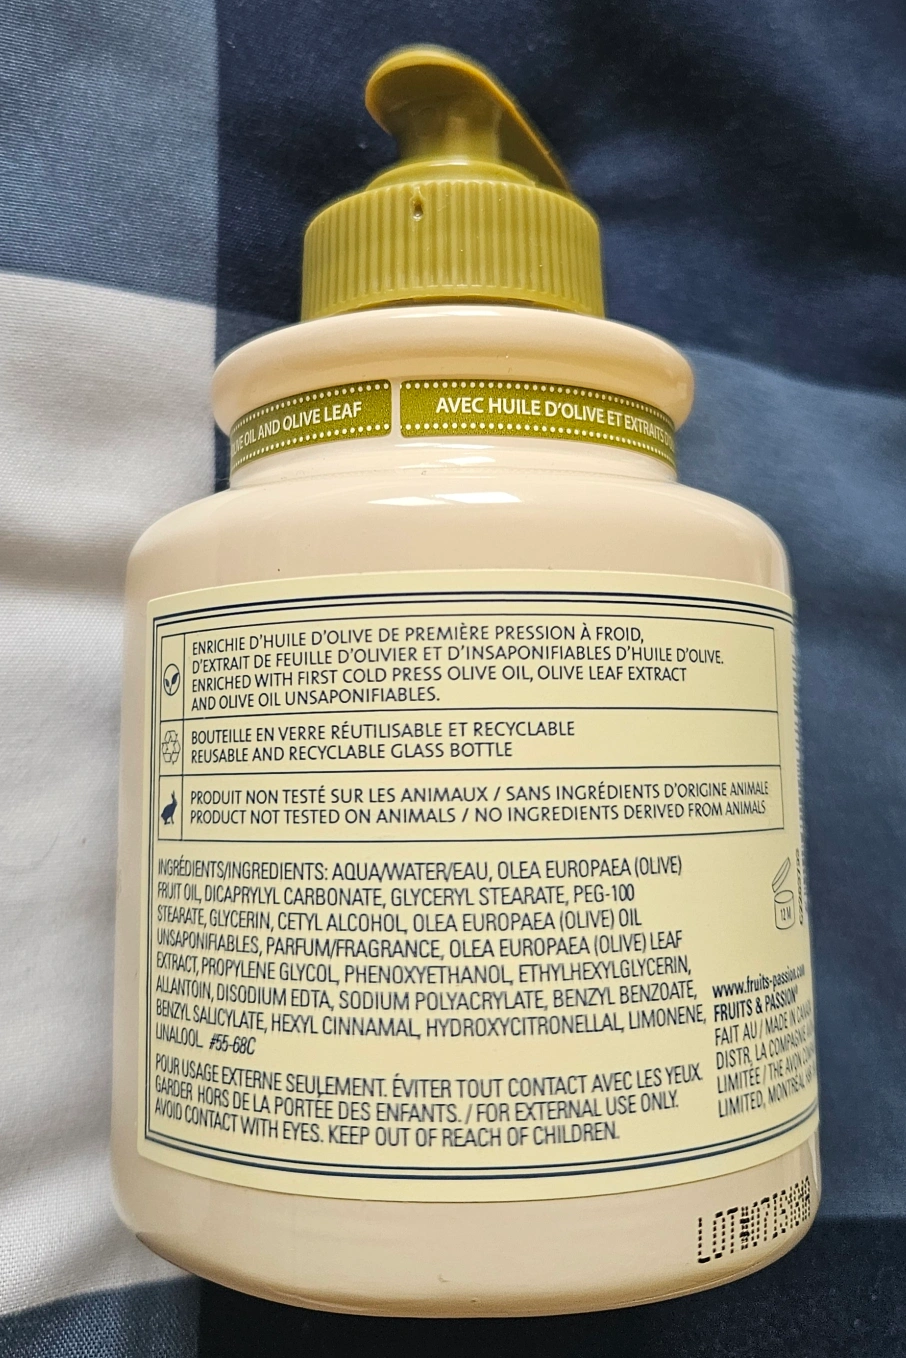 OIL AND OLIVE LEAF
AVEC HUILE D'OLIVE ET EXTRAITS
ENRICHIE D'HUILE D'OLIVE DE PREMIÈRE PRESSION À FROID,
D'EXTRAIT DE FEUILLE D'OLIVIER ET D'INSAPONIFIABLES D'HUILE D'OLIVE.
ENRICHED WITH FIRST COLD PRESS OLIVE OIL, OLIVE LEAF EXTRACT
AND OLIVE OIL UNSAPONIFIABLES.
BOUTEILLE EN VERRE RÉUTILISABLE ET RECYCLABLE
REUSABLE AND RECYCLABLE GLASS BOTTLE
PRODUIT NON TESTÉ SUR LES ANIMAUX / SANS INGRÉDIENTS D'ORIGINE ANIMALE
PRODUCT NOT TESTED ON ANIMALS / NO INGREDIENTS DERIVED FROM ANIMALS
INGRÉDIENTS/INGREDIENTS: AQUA/WATER/EAU, OLEA EUROPAEA (OLIVE)
FRUIT OIL, DICAPRYLYL CARBONATE, GLYCERYL STEARATE, PEG-100
STEARATE, GLYCERIN, CETYL ALCOHOL, OLEA EUROPAEA (OLIVE) OIL
UNSAPONIFIABLES, PARFUM/FRAGRANCE, OLEA EUROPAEA (OLIVE) LEAF
EXTRACT, PROPYLENE GLYCOL, PHENOXYETHANOL, ETHYLHEXYLGLYCERIN,
ALLANTOIN, DISODIUM EDTA, SODIUM POLYACRYLATE, BENZYL BENZOATE,
BENZYL SALICYLATE, HEXYL CINNAMAL, HYDROXYCITRONELLAL, LIMONENE,
LINALOOL. #55-68C
POUR USAGE EXTERNE SEULEMENT. ÉVITER TOUT CONTACT AVEC LES YEUX.
GARDER HORS DE LA PORTÉE DES ENFANTS. / FOR EXTERNAL USE ONLY.
AVOID CONTACT WITH EYES. KEEP OUT OF REACH OF CHILDREN.
12 M
www.fruits-passion.com
FRUITS & PASSION®
FAIT AU / MADE IN CANADA
DISTR. LA COMPAGNIE
LIMITÉE / THE AVON
LIMITED, MONTRÉAL